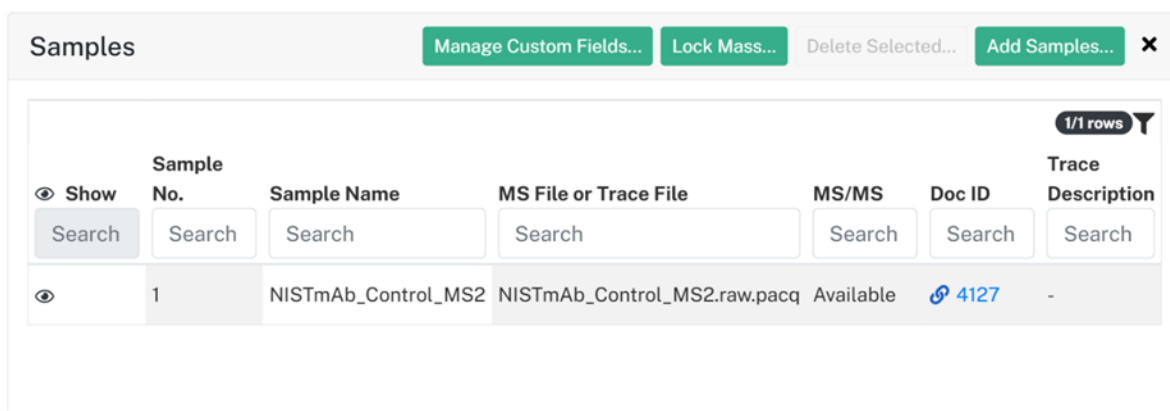 Samples
Manage Custom Fields... Lock Mass... Delete Selected... Add Samples...
1/1 rows
Show Sample No. Sample Name MS File or Trace File MS/MS Doc ID Trace Description
Search Search Search Search Search Search Search
1 NISTmAb_Control_MS2 NISTmAb_Control_MS2.raw.pacq Available 4127 -